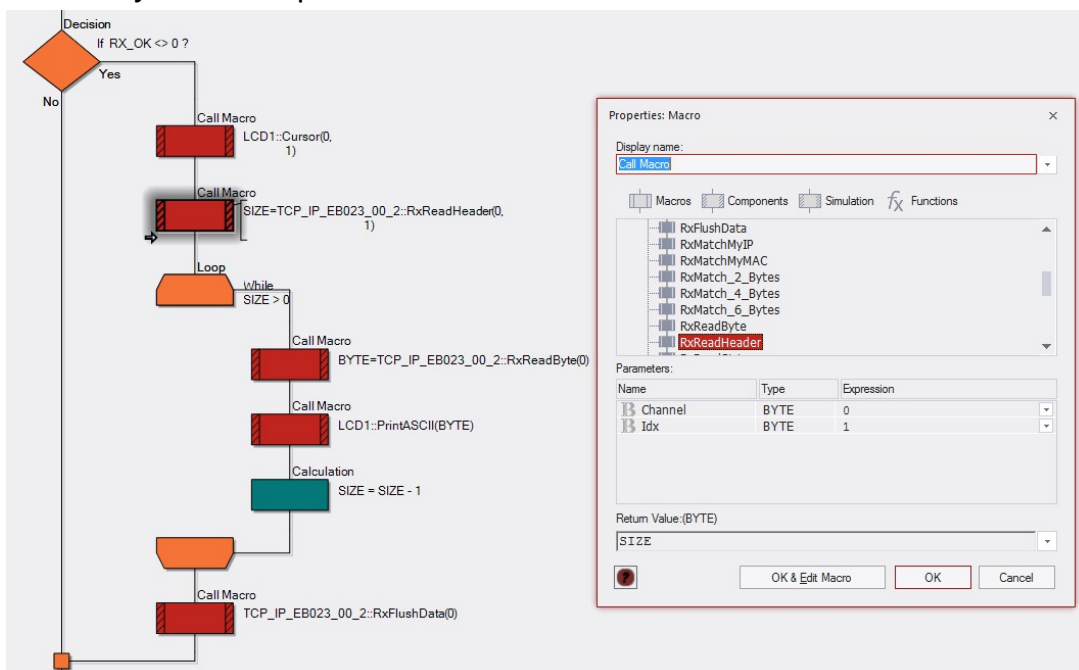 Decision
If RX_OK <> 0 ?
Yes
No
Call Macro
LCD1::Cursor(0,
1)
Call Macro
SIZE=TCP_IP_EB023_00_2::RxReadHeader(0,
1)
Loop
While
SIZE > 0
Call Macro
BYTE=TCP_IP_EB023_00_2::RxReadByte(0)
Call Macro
LCD1::PrintASCII(BYTE)
Calculation
SIZE = SIZE - 1
Call Macro
TCP_IP_EB023_00_2::RxFlushData(0)
Properties: Macro
Display name:
Call Macro
Macros Components Simulation fx Functions
RxFlushData
RxMatchMyIP
RxMatchMyMAC
RxMatch_2_Bytes
RxMatch_4_Bytes
RxMatch_6_Bytes
RxReadByte
RxReadHeader
Parameters:
Name Type Expression
B Channel BYTE 0
B Idx BYTE 1
Return Value:(BYTE)
SIZE
?
OK & Edit Macro OK Cancel